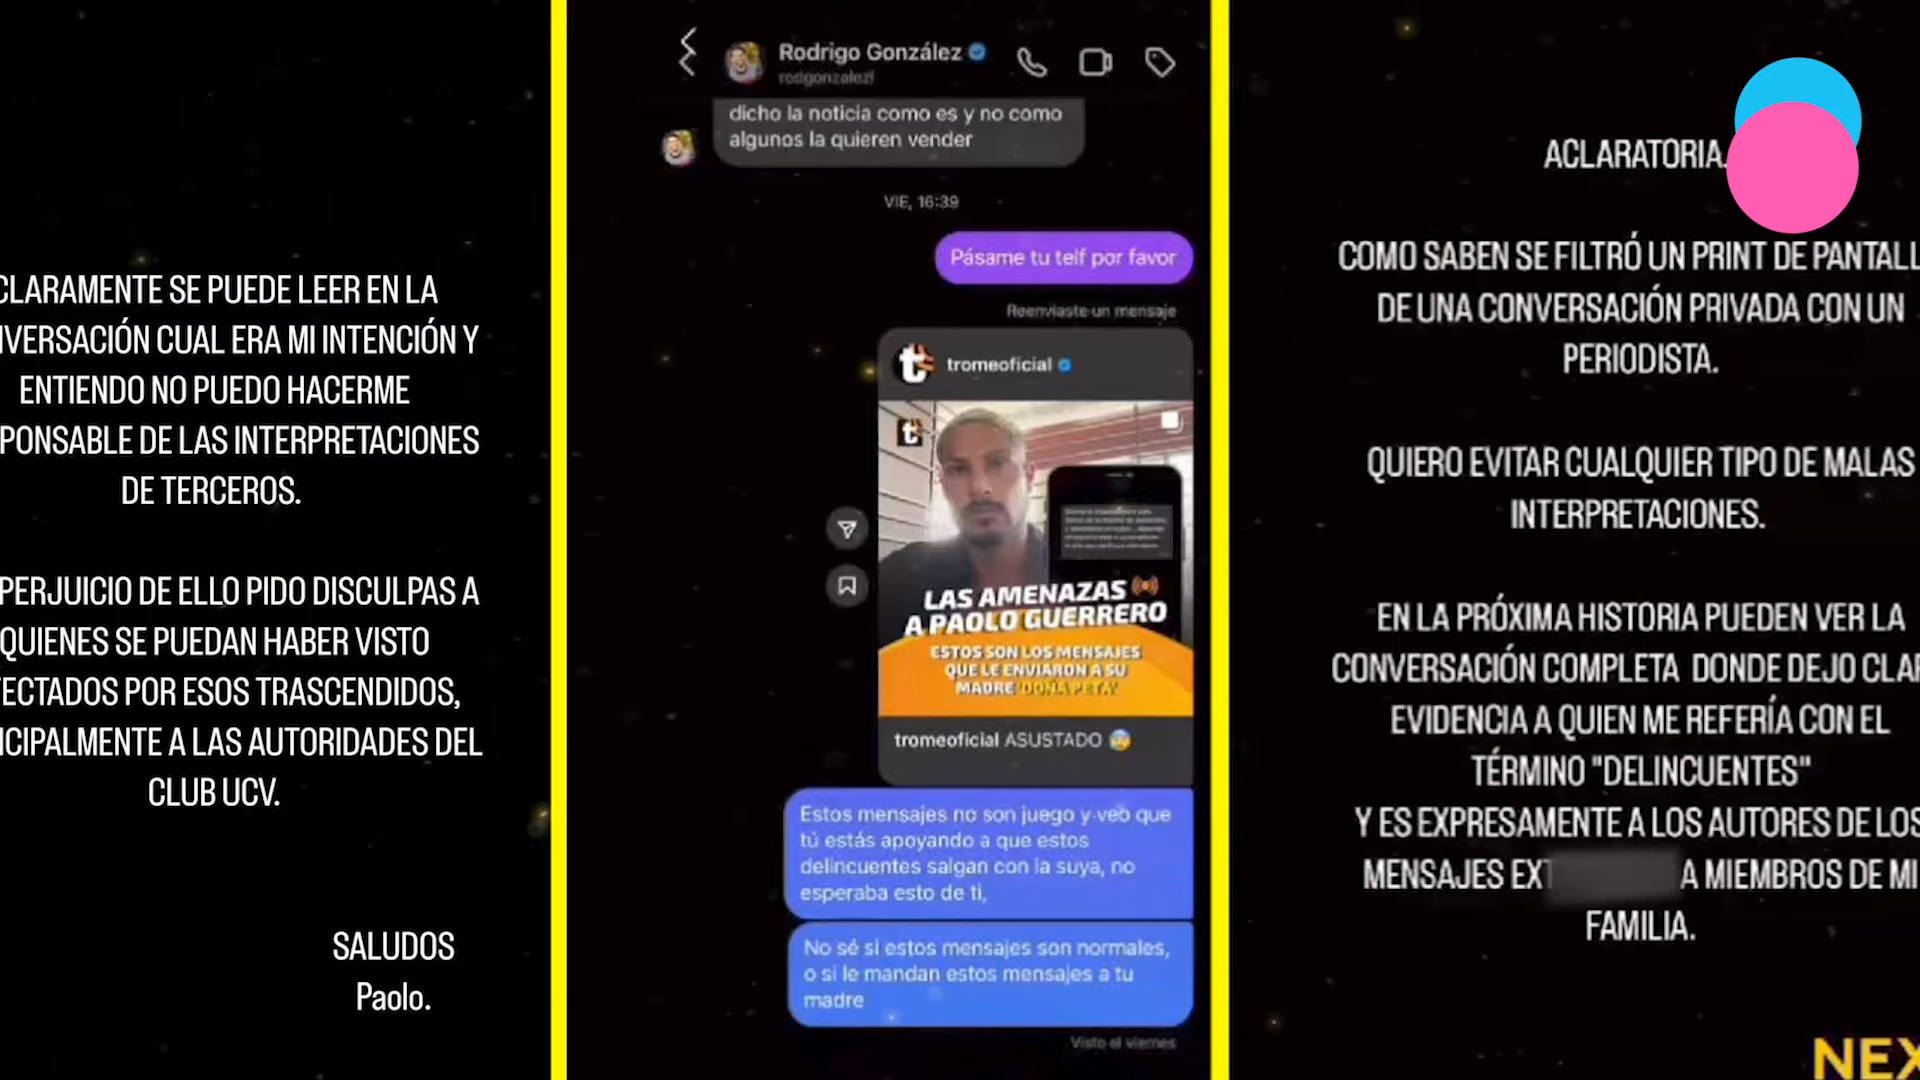 CLARAMENTE SE PUEDE LEER EN LA
NVERSACIÓN CUAL ERA MI INTENCIÓN Y
ENTIENDO NO PUEDO HACERME
PONSABLE DE LAS INTERPRETACIONES
DE TERCEROS.
PERJUICIO DE ELLO PIDO DISCULPAS A
QUIENES SE PUEDAN HABER VISTO
ECTADOS POR ESOS TRASCENDIDOS,
NCIPALMENTE A LAS AUTORIDADES DEL
CLUB UCV.
SALUDOS
Paolo.
Rodrigo González
rodgonzalezl
dicho la noticia como es y no como
algunos la quieren vender
VIE, 16:39
Pásame tu telf por favor
Reenviaste un mensaje
tromeoficial
t
LAS AMENAZAS
A PAOLO GUERRERO
ESTOS SON LOS MENSAJES
QUE LE ENVIARON A SU
MADRE 'DOÑA PETA'
tromeoficial ASUSTADO
Estos mensajes no son juego y veo que
tú estás apoyando a que estos
delincuentes salgan con la suya, no
esperaba esto de ti,
No sé si estos mensajes son normales,
o si le mandan estos mensajes a tu
madre
Visto el viernes
ACLARATORIA.
COMO SABEN SE FILTRÓ UN PRINT DE PANTALL
DE UNA CONVERSACIÓN PRIVADA CON UN
PERIODISTA.
QUIERO EVITAR CUALQUIER TIPO DE MALAS
INTERPRETACIONES.
EN LA PRÓXIMA HISTORIA PUEDEN VER LA
CONVERSACIÓN COMPLETA DONDE DEJO CLAR
EVIDENCIA A QUIEN ME REFERÍA CON EL
TÉRMINO "DELINCUENTES"
Y ES EXPRESAMENTE A LOS AUTORES DE LOS
MENSAJES EXT A MIEMBROS DE MI
FAMILIA.
NEX